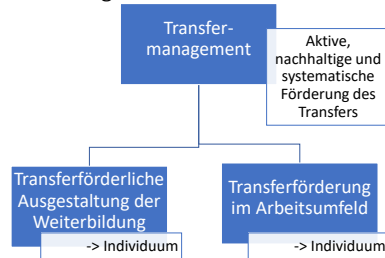 Transfer-
management
Aktive,
nachhaltige und
systematische
Förderung des
Transfers
Transferförderliche
Ausgestaltung der
Weiterbildung
-> Individuum
Transferförderung
im Arbeitsumfeld
-> Individuum